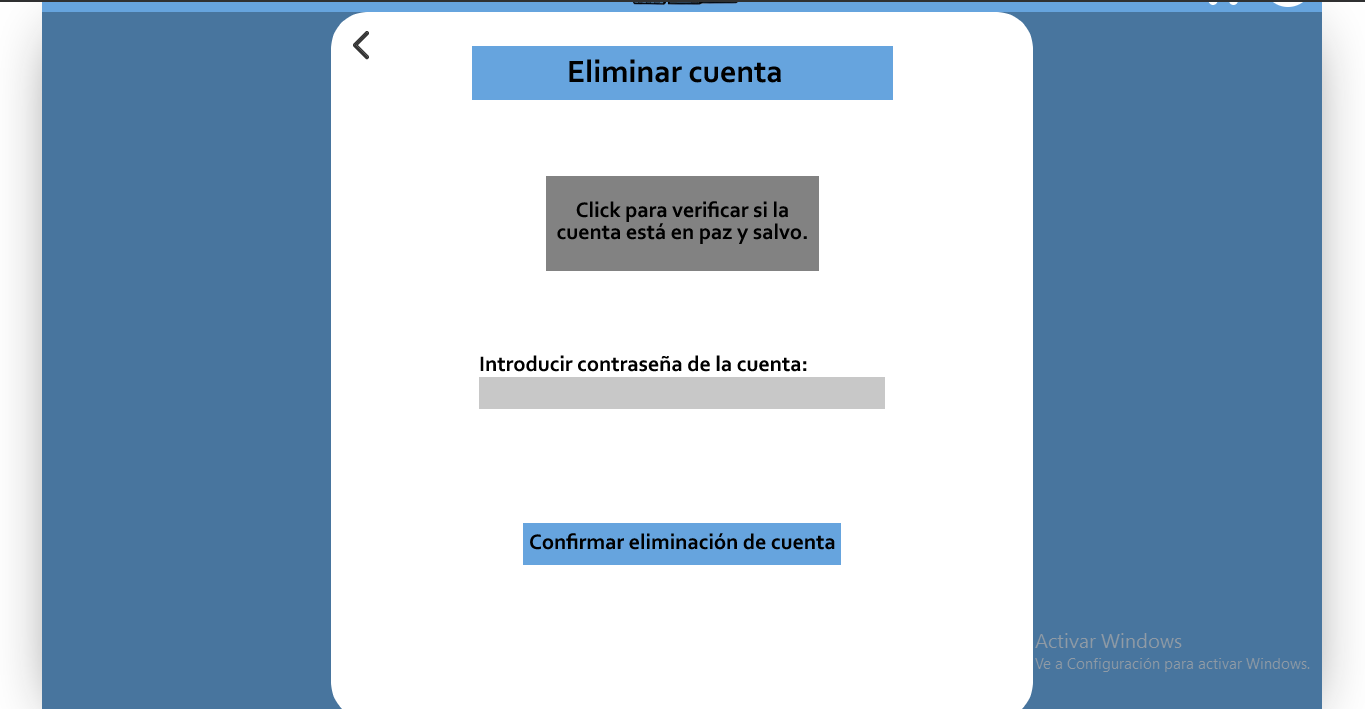 Eliminar cuenta
Click para verificar si la
cuenta está en paz y salvo.
Introducir contraseña de la cuenta:
Confirmar eliminación de cuenta
Activar Windows
Ve a Configuración para activar Windows.